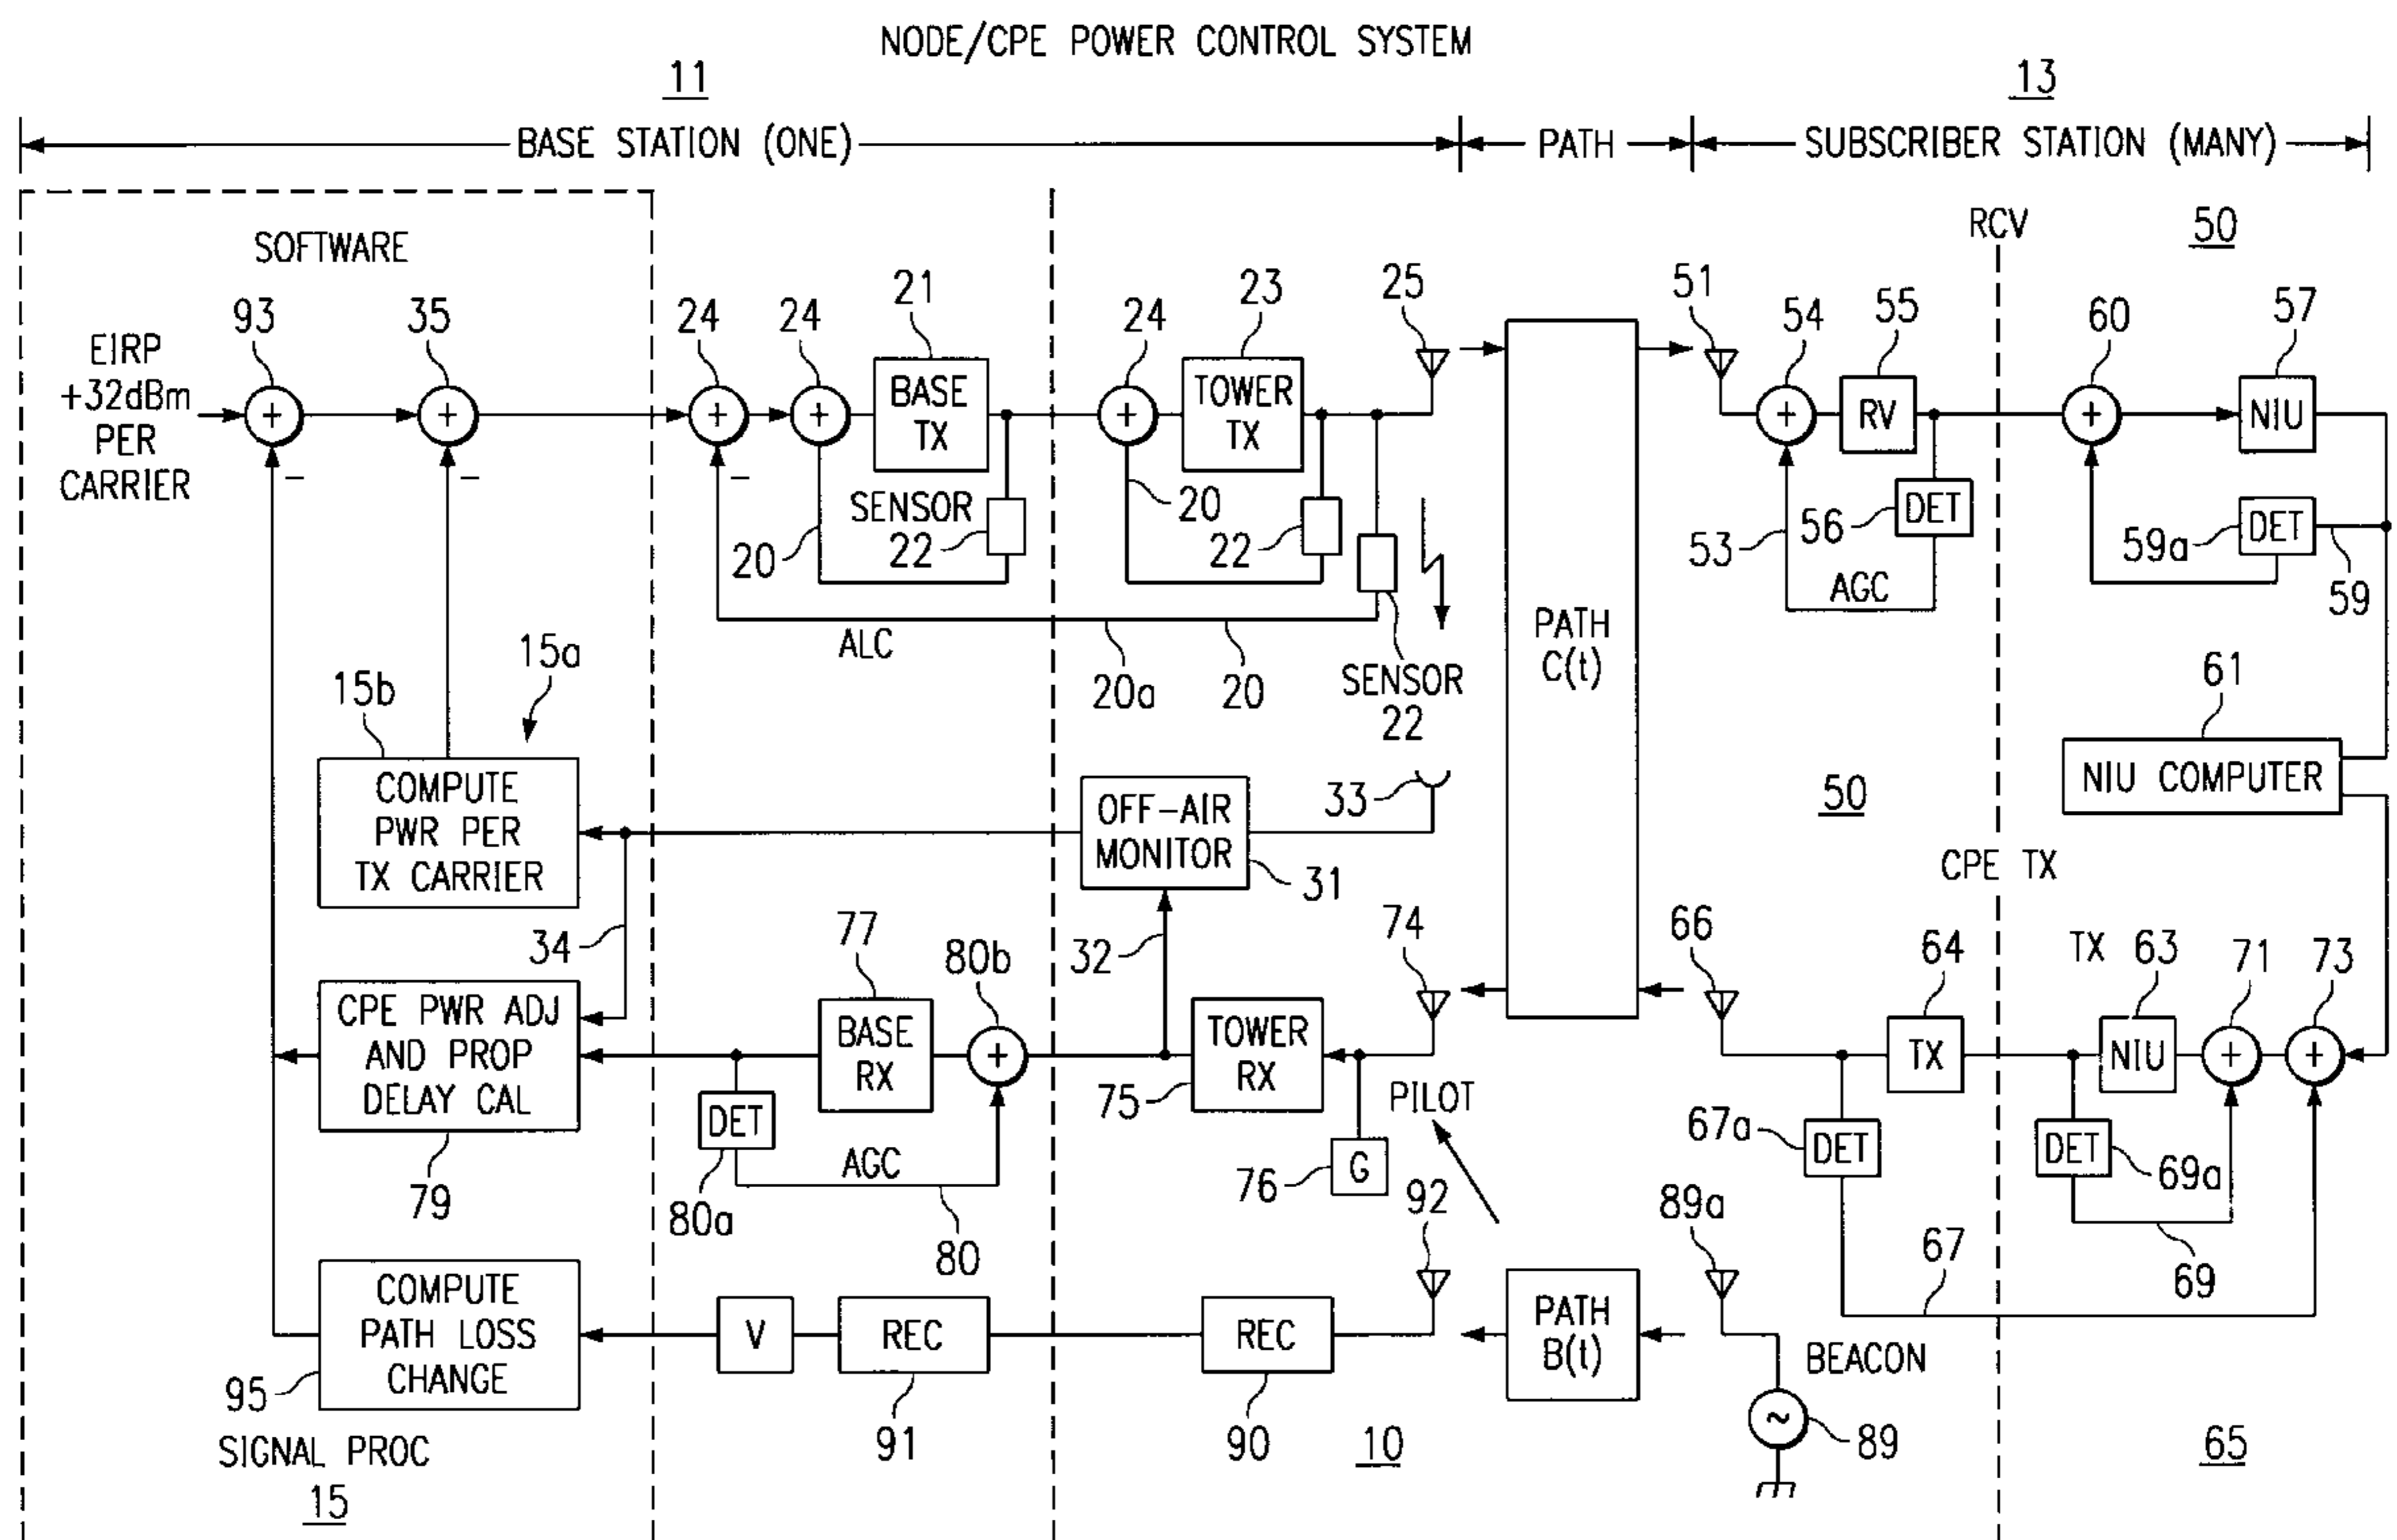 NODE/CPE POWER CONTROL SYSTEM
11
13
BASE STATION (ONE)
PATH
SUBSCRIBER STATION (MANY)
SOFTWARE
RCV
50
93
35
24
24
21
24
23
25
51
54
55
60
57
EIRP
+32dBm
PER
CARRIER
+
+
+
+
BASE
TX
+
TOWER
TX
+
RV
+
NIU
−
−
−
SENSOR
22
20
20
22
53
56
DET
AGC
59a
DET
59
ALC
20a
20
SENSOR
22
PATH
C(t)
15a
15b
61
COMPUTE
PWR PER
TX CARRIER
OFF-AIR
MONITOR
31
33
50
NIU COMPUTER
CPE TX
34
77
80b
32
74
66
64
TX
63
71
73
CPE PWR ADJ
AND PROP
DELAY CAL
79
BASE
RX
+
TOWER
RX
75
PILOT
TX
NIU
+
+
DET
80a
AGC
80
76
G
67a
DET
DET
69a
69
67
92
89a
COMPUTE
PATH LOSS
CHANGE
95
V
REC
91
REC
90
PATH
B(t)
BEACON
~
89
SIGNAL PROC
15
10
65